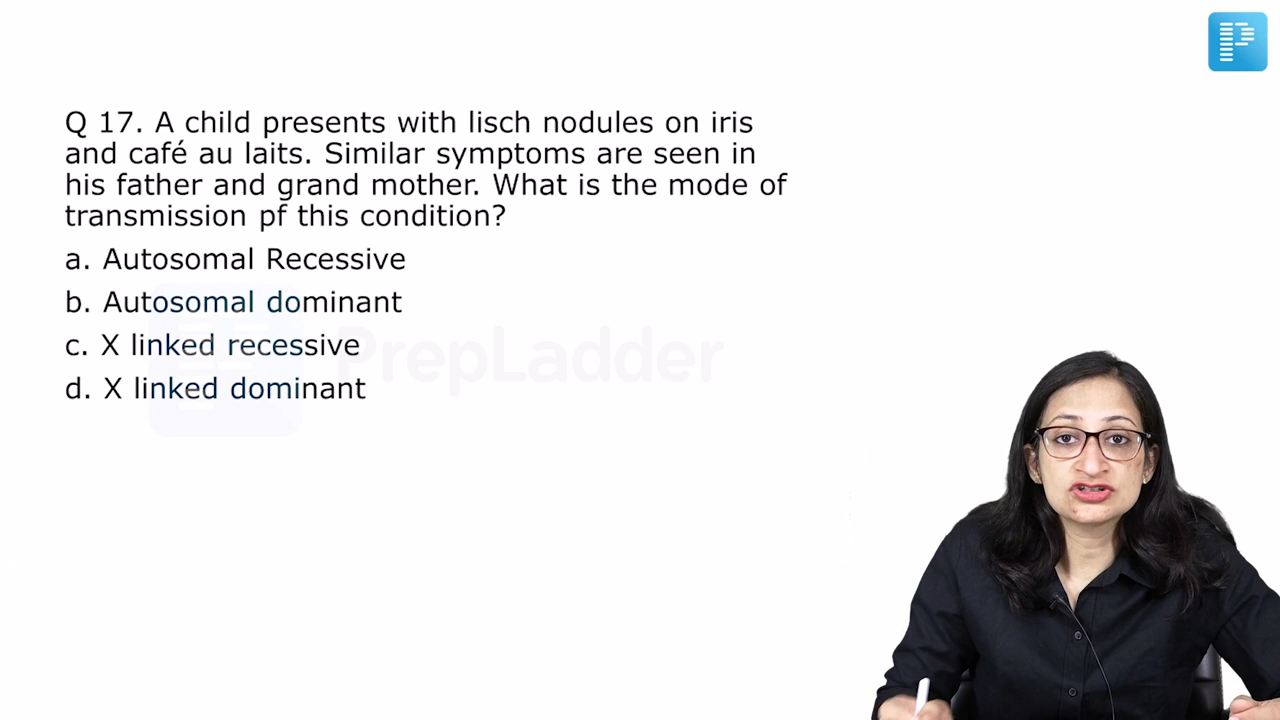 Q 17. A child presents with lisch nodules on iris
and café au laits. Similar symptoms are seen in
his father and grand mother. What is the mode of
transmission pf this condition?
a. Autosomal Recessive
b. Autosomal dominant
c. X linked recessive
d. X linked dominant
PrepLadder